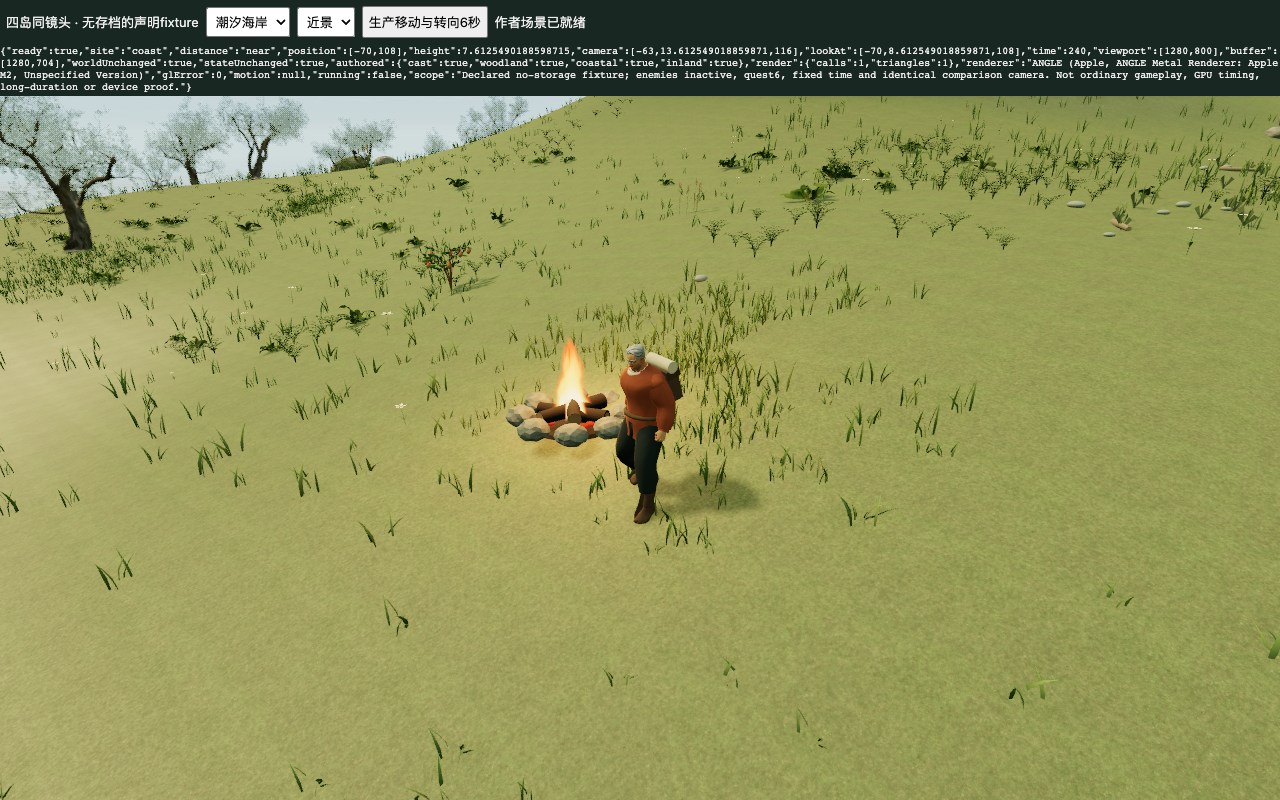 四岛同镜头 · 无存档的声明fixture 潮汐海岸 近景 生产移动与转向6秒 作者场景已就绪
{"ready":true,"site":"coast","distance":"near","position":[-70,108],"height":7.6125490188598715,"camera":[-63,13.612549018859871,116],"lookAt":[-70,8.612549018859871,108],"time":240,"viewport":[1280,800],"buffer":
[1280,704],"worldUnchanged":true,"stateUnchanged":true,"authored":{"cast":true,"woodland":true,"coastal":true,"inland":true},"render":{"calls":1,"triangles":1},"renderer":"ANGLE (Apple, ANGLE Metal Renderer: Apple
M2, Unspecified Version)","glError":0,"motion":null,"running":false,"scope":"Declared no-storage fixture; enemies inactive, quest6, fixed time and identical comparison camera. Not ordinary gameplay, GPU timing,
long-duration or device proof."}